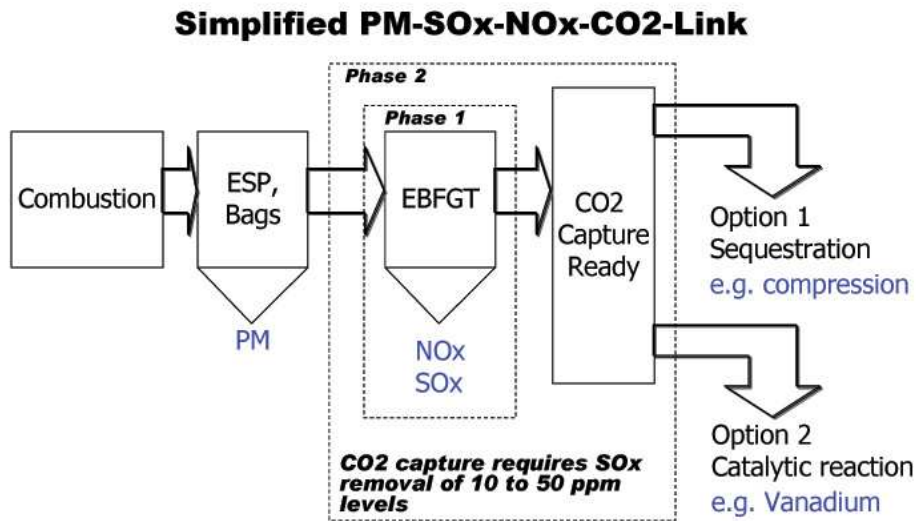 Simplified PM-SOx-NOx-CO2-Link
Phase 2
Phase 1
Combustion
ESP,
Bags
EBFGT
CO2
Capture
Ready
PM
NOx
SOx
Option 1
Sequestration
e.g. compression
Option 2
Catalytic reaction
e.g. Vanadium
CO2 capture requires SOx
removal of 10 to 50 ppm
levels